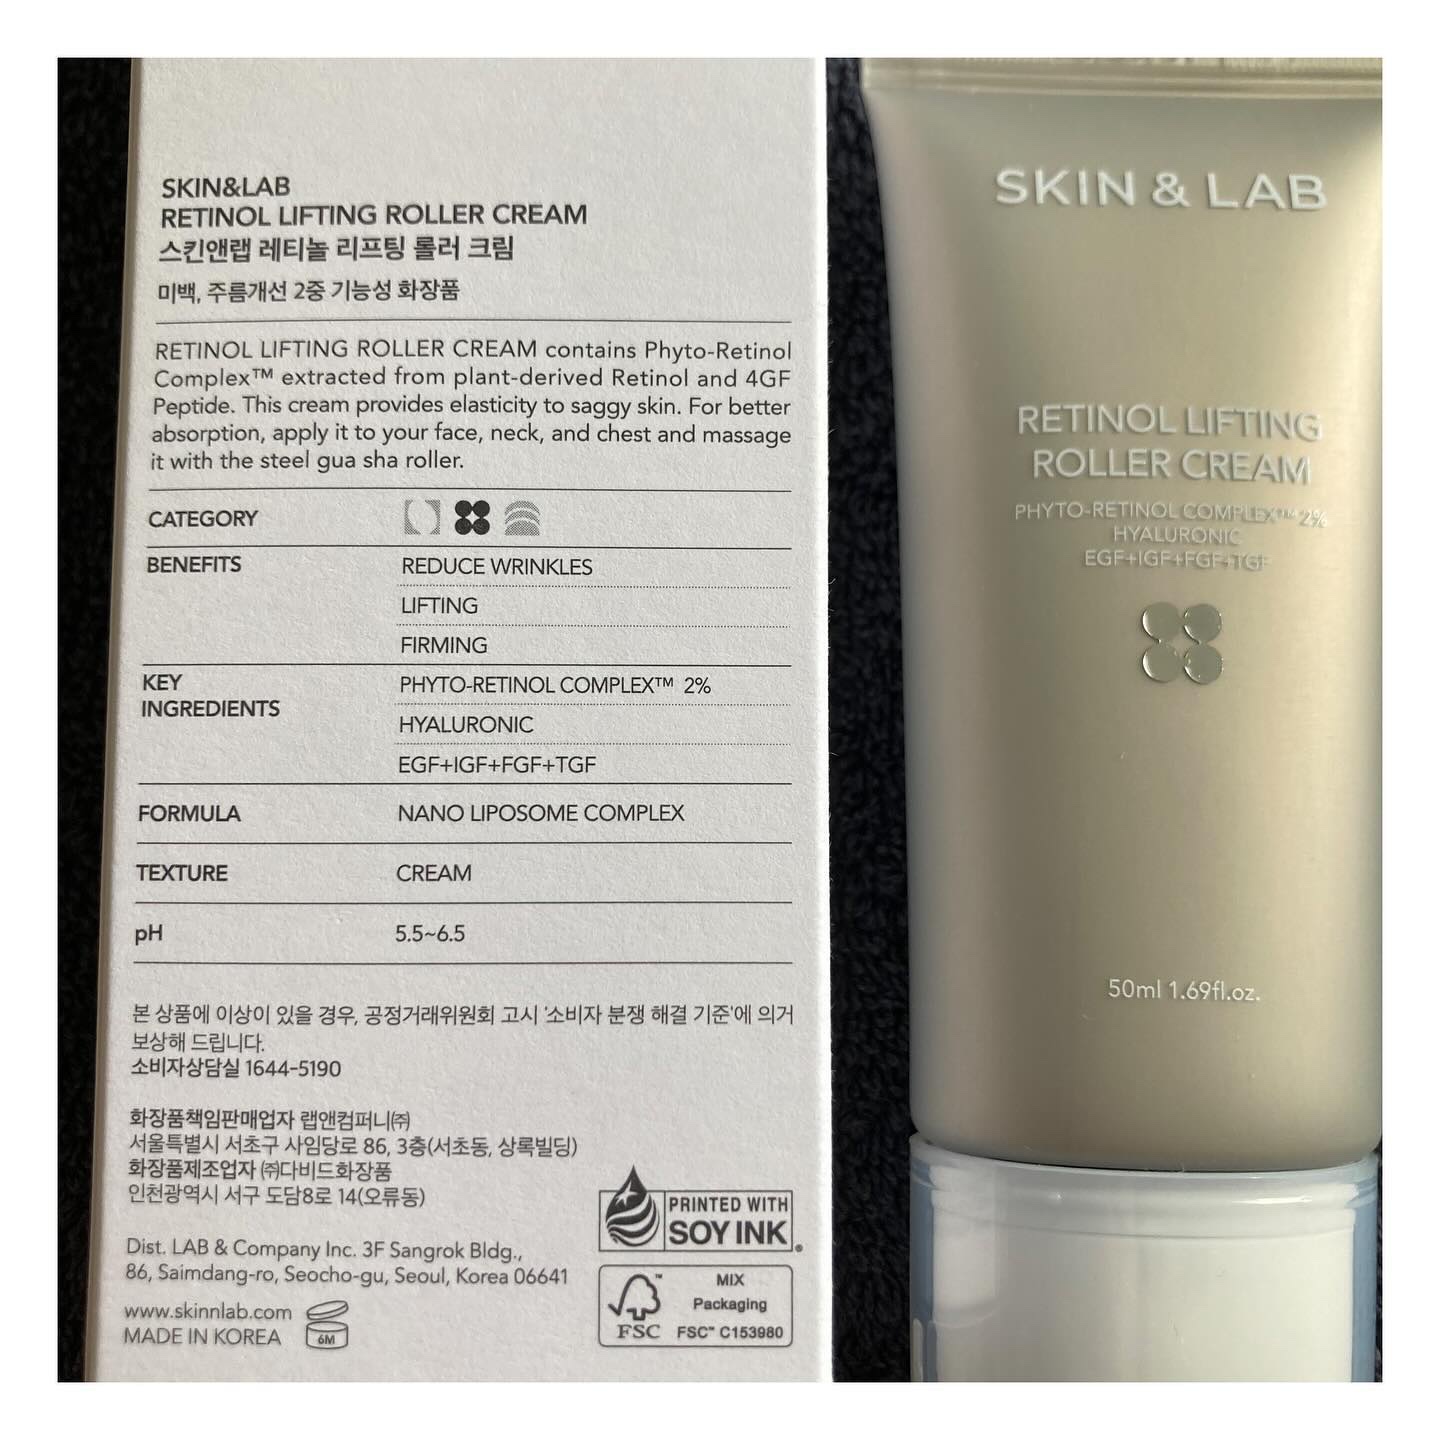 SKIN&LAB
RETINOL LIFTING ROLLER CREAM
스킨앤랩 레티놀 리프팅 롤러 크림
미백, 주름개선 2중 기능성 화장품
RETINOL LIFTING ROLLER CREAM contains Phyto-Retinol
Complex™ extracted from plant-derived Retinol and 4GF
Peptide. This cream provides elasticity to saggy skin. For better
absorption, apply it to your face, neck, and chest and massage
it with the steel gua sha roller.
CATEGORY
BENEFITS REDUCE WRINKLES
LIFTING
FIRMING
KEY INGREDIENTS PHYTO-RETINOL COMPLEX™ 2%
HYALURONIC
EGF+IGF+FGF+TGF
FORMULA NANO LIPOSOME COMPLEX
TEXTURE CREAM
pH 5.5~6.5
본 상품에 이상이 있을 경우, 공정거래위원회 고시 '소비자 분쟁 해결 기준'에 의거
보상해 드립니다.
소비자상담실 1644-5190
화장품책임판매업자 랩앤컴퍼니㈜
서울특별시 서초구 사임당로 86, 3층(서초동, 상록빌딩)
화장품제조업자 ㈜다비드화장품
인천광역시 서구 도담8로 14(오류동)
Dist. LAB & Company Inc. 3F Sangrok Bldg.,
86, Saimdang-ro, Seocho-gu, Seoul, Korea 06641
www.skinnlab.com
MADE IN KOREA
6M
PRINTED WITH
SOY INK®
FSC™
MIX
Packaging
FSC™ C153980
SKIN & LAB
RETINOL LIFTING
ROLLER CREAM
PHYTO-RETINOL COMPLEX™ 2%
HYALURONIC
EGF+IGF+FGF+TGF
50ml 1.69fl.oz.